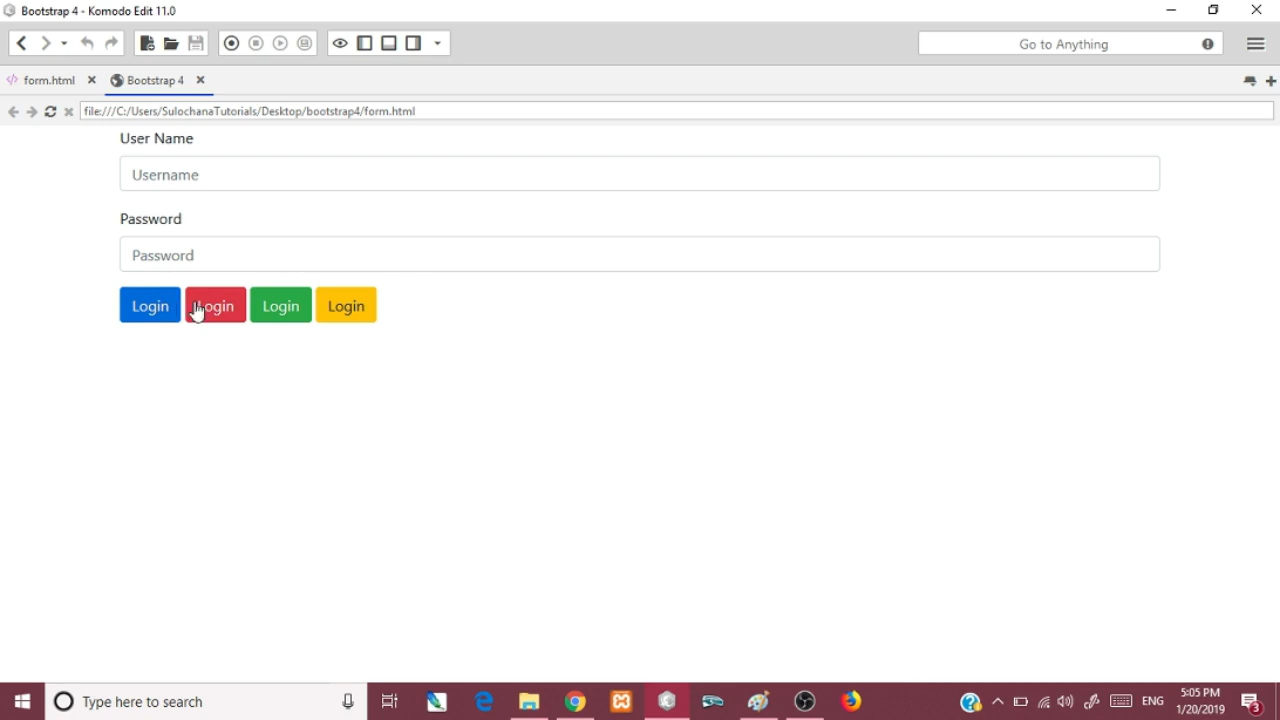 Bootstrap 4 - Komodo Edit 11.0
Go to Anything
form.html Bootstrap 4
file:///C:/Users/SulochanaTutorials/Desktop/bootstrap4/form.html
User Name
Username
Password
Password
Login Login Login Login
Type here to search
ENG
5:05 PM
1/20/2019
3